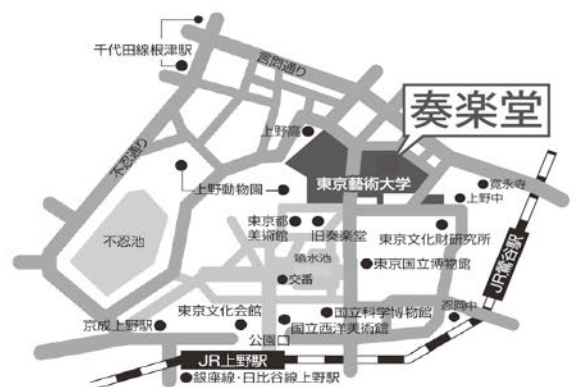 千代田線根津駅
言問通り
奏楽堂
上野高
不忍通り
上野動物園
東京藝術大学
寛永寺
上野中
東京都
美術館
旧奏楽堂
東京文化財研究所
不忍池
噴水池
東京国立博物館
JR鶯谷駅
交番
東京文化会館
国立科学博物館
忍岡中
京成上野駅
国立西洋美術館
公園口
JR上野駅
銀座線・日比谷線上野駅